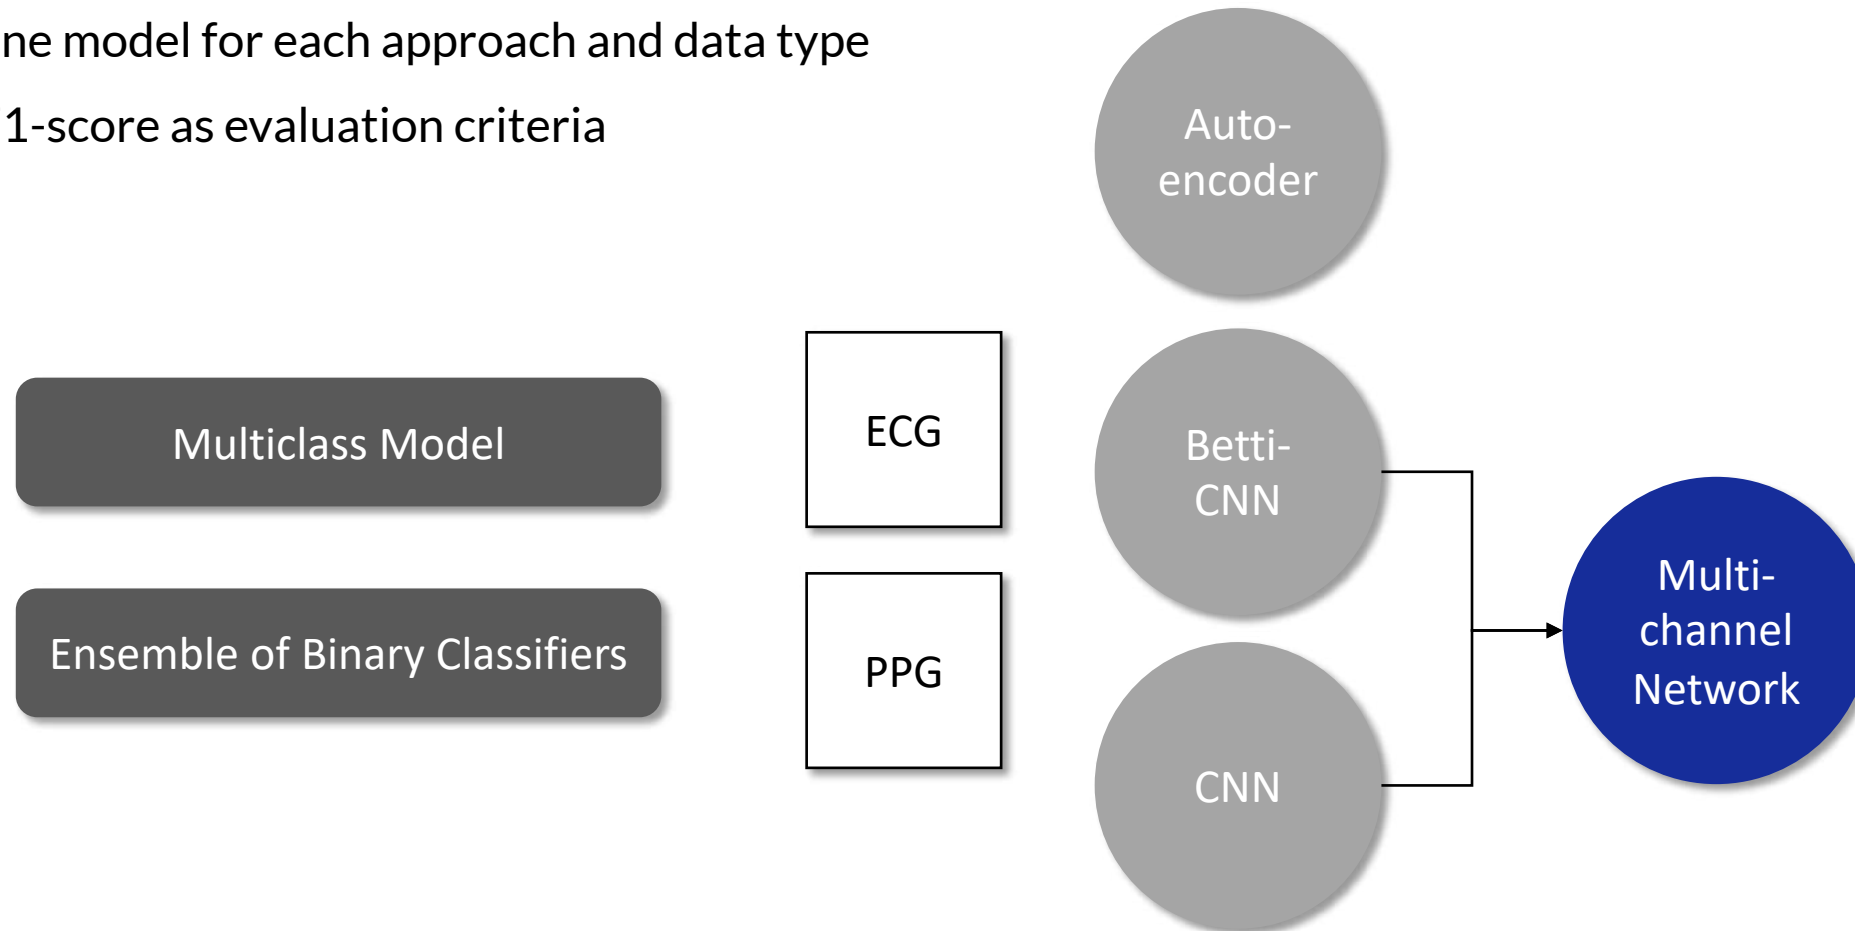 ne model for each approach and data type
1-score as evaluation criteria
Auto-
encoder
Multiclass Model
ECG
Betti-
CNN
Ensemble of Binary Classifiers
PPG
Multi-
channel
Network
CNN